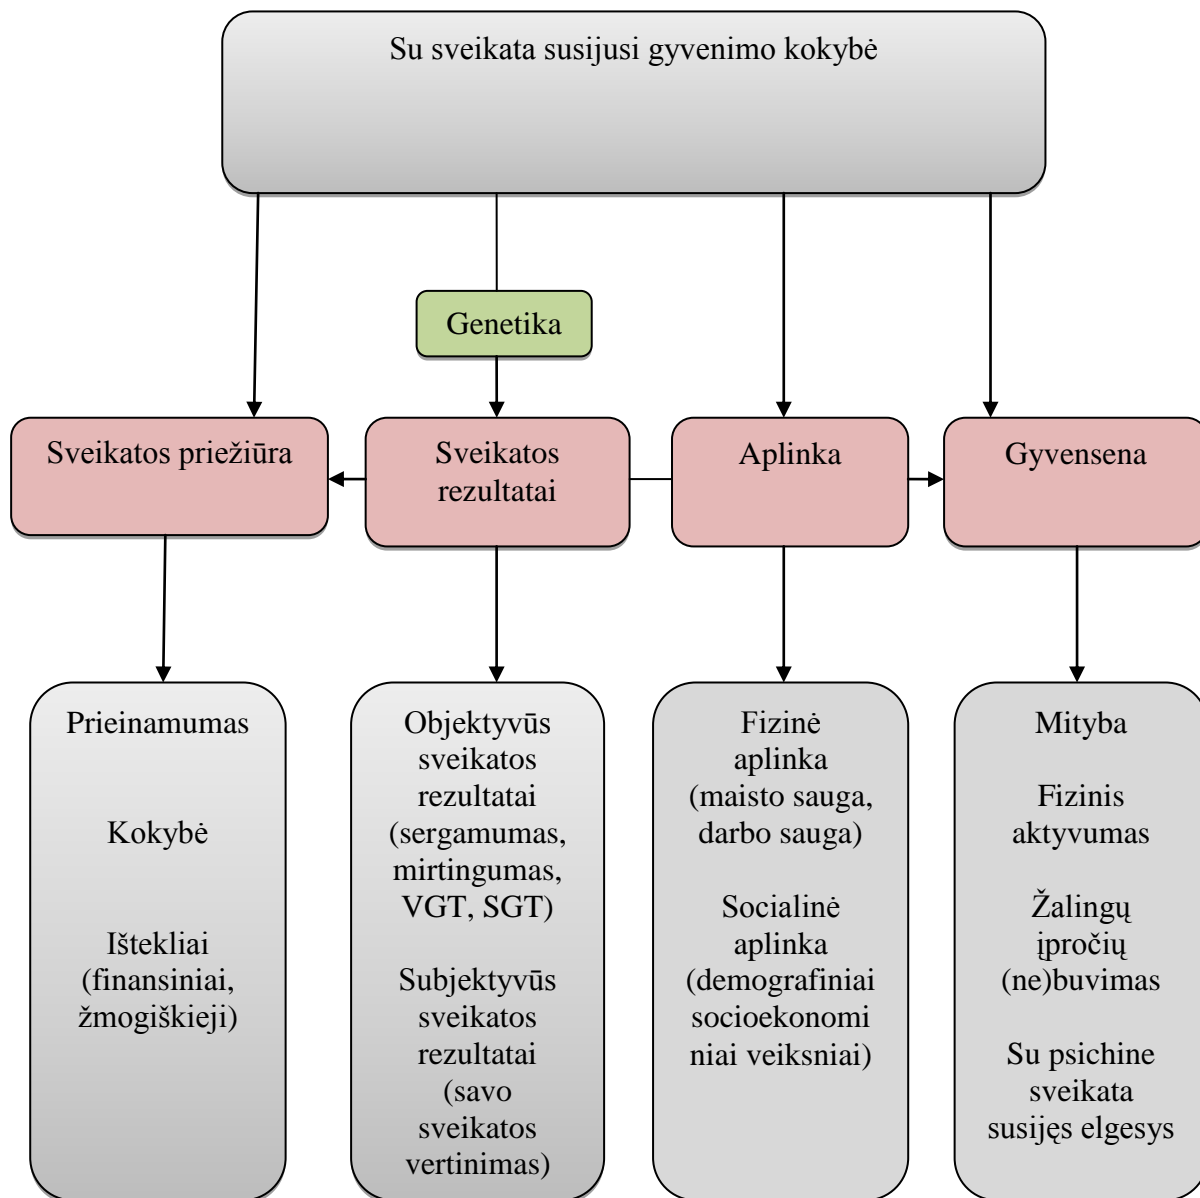 Su sveikata susijusi gyvenimo kokybė
Genetika
Sveikatos priežiūra
Sveikatos
rezultatai
Aplinka
Gyvensena
Prieinamumas
Kokybė
Ištekliai
(finansiniai,
žmogiškieji)
Objektyvūs
sveikatos
rezultatai
(sergamumas,
mirtingumas,
VGT, SGT)
Subjektyvūs
sveikatos
rezultatai
(savo
sveikatos
vertinimas)
Fizinė
aplinka
(maisto sauga,
darbo sauga)
Socialinė
aplinka
(demografiniai
socioekonomi
niai veiksniai)
Mityba
Fizinis
aktyvumas
Žalingų
įpročių
(ne)buvimas
Su psichine
sveikata
susijęs elgesys